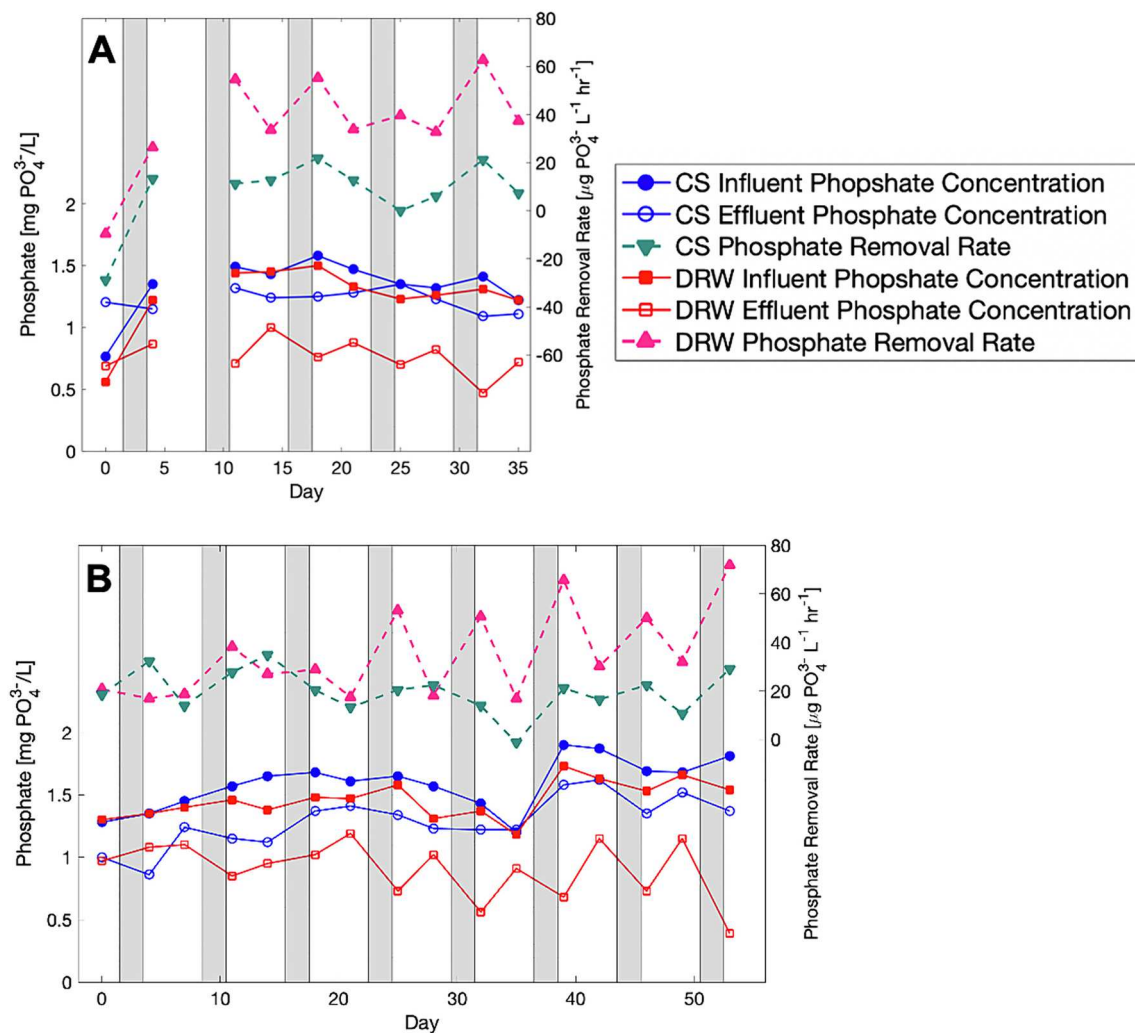 A
Phosphate [mg PO₄³⁻/L]
2
1.5
1
0.5
0
0 5 10 15 20 25 30 35
Day
80
60
40
20
0
-20
-40
-60
Phosphate Removal Rate [µg PO₄³⁻ L⁻¹ hr⁻¹]
CS Influent Phopshate Concentration
CS Effluent Phosphate Concentration
CS Phosphate Removal Rate
DRW Influent Phopshate Concentration
DRW Effluent Phosphate Concentration
DRW Phosphate Removal Rate
B
Phosphate [mg PO₄³⁻/L]
2
1.5
1
0.5
0
0 10 20 30 40 50
Day
80
60
40
20
0
Phosphate Removal Rate [µg PO₄³⁻ L⁻¹ hr⁻¹]